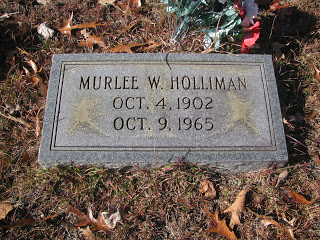 MURLEE W. HOLLIMAN
OCT. 4, 1902
OCT. 9, 1965